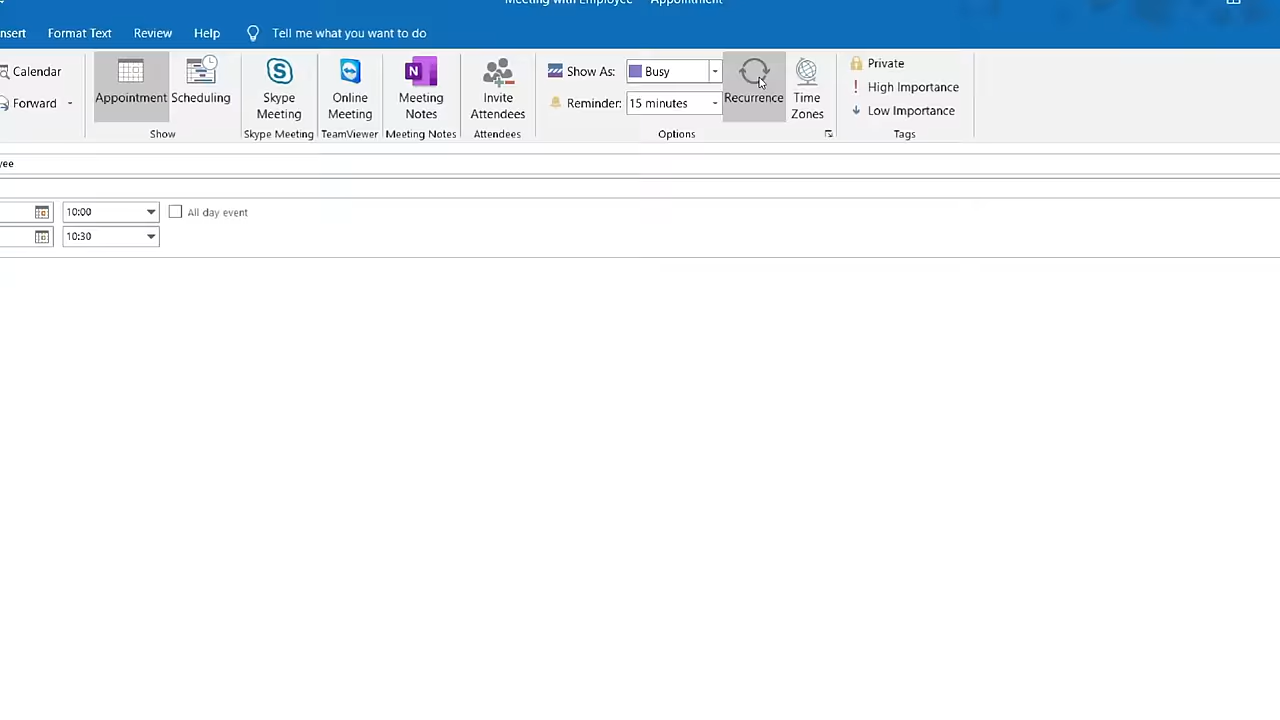 Meeting with Employee — Appointment
nsert Format Text Review Help Tell me what you want to do
Calendar
Forward
Appointment
Scheduling
Show
Skype
Meeting
Skype Meeting
Online
Meeting
TeamViewer
Meeting
Notes
Meeting Notes
Invite
Attendees
Attendees
Show As: Busy
Reminder: 15 minutes
Recurrence
Time
Zones
Options
Private
High Importance
Low Importance
Tags
yee
10:00 All day event
10:30